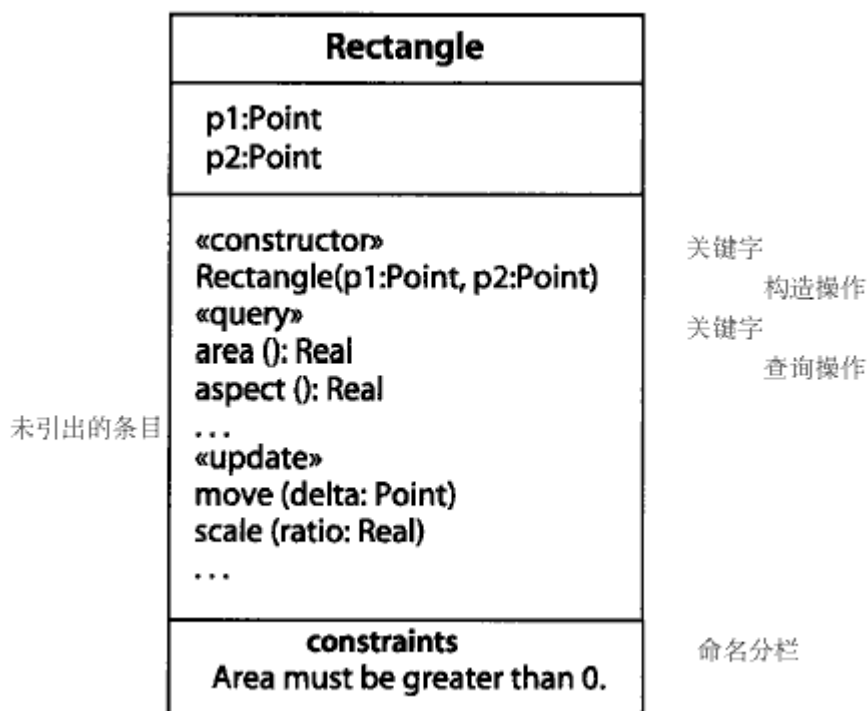 Rectangle
p1:Point
p2:Point
«constructor»
关键字
Rectangle(p1:Point, p2:Point)
构造操作
«query»
关键字
area (): Real
查询操作
aspect (): Real
未引出的条目
...
«update»
move (delta: Point)
scale (ratio: Real)
...
constraints
命名分栏
Area must be greater than 0.